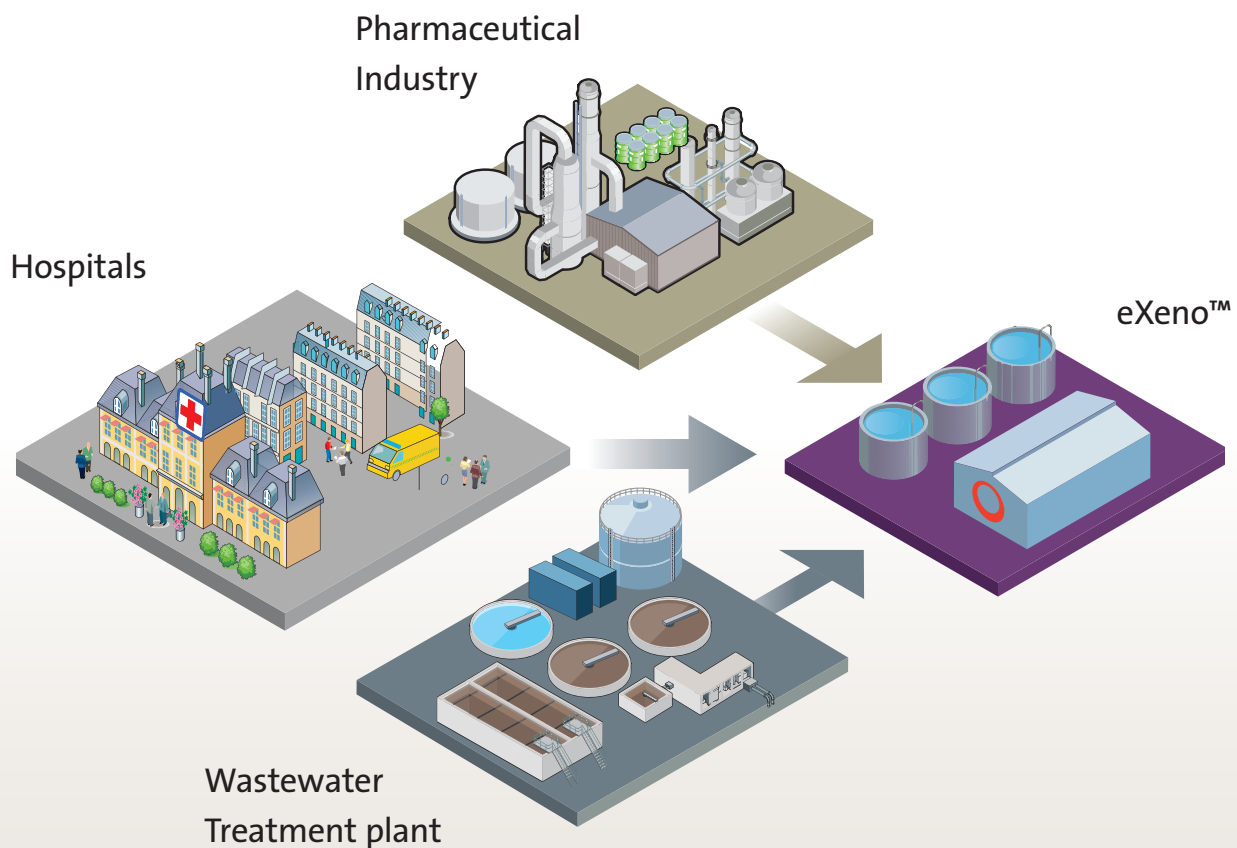 Pharmaceutical
Industry
Hospitals
eXeno™
Wastewater
Treatment plant